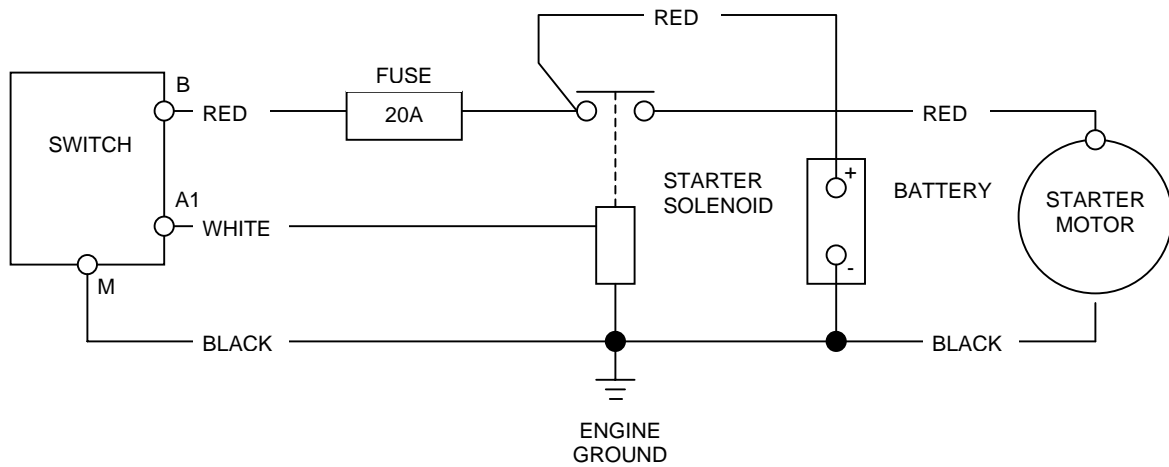 RED
FUSE
B
RED
20A
RED
SWITCH
STARTER
SOLENOID
+
BATTERY
STARTER
MOTOR
A1
WHITE
-
M
BLACK
BLACK
ENGINE
GROUND